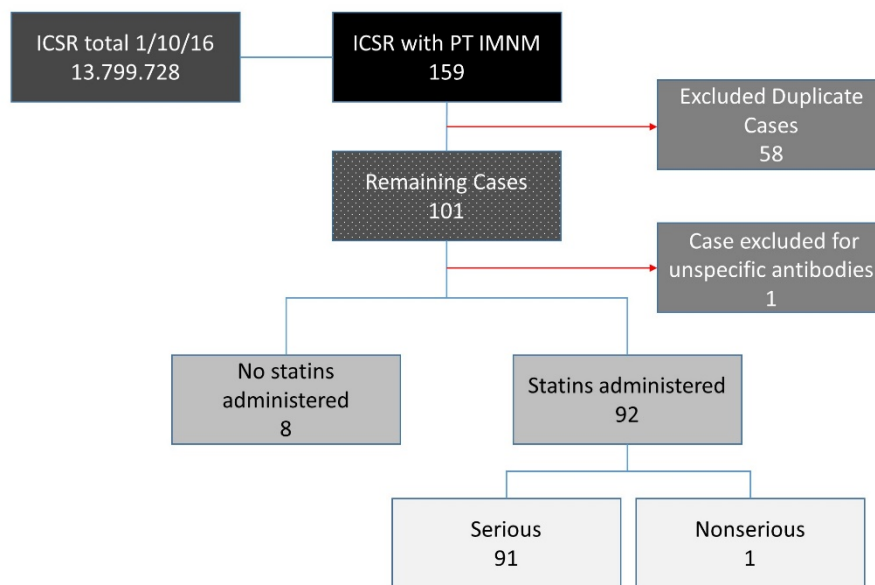 ICSR total 1/10/16
13.799.728
ICSR with PT IMNM
159
Excluded Duplicate
Cases
58
Remaining Cases
101
Case excluded for
unspecific antibodies
1
No statins
administered
8
Statins administered
92
Serious
91
Nonserious
1